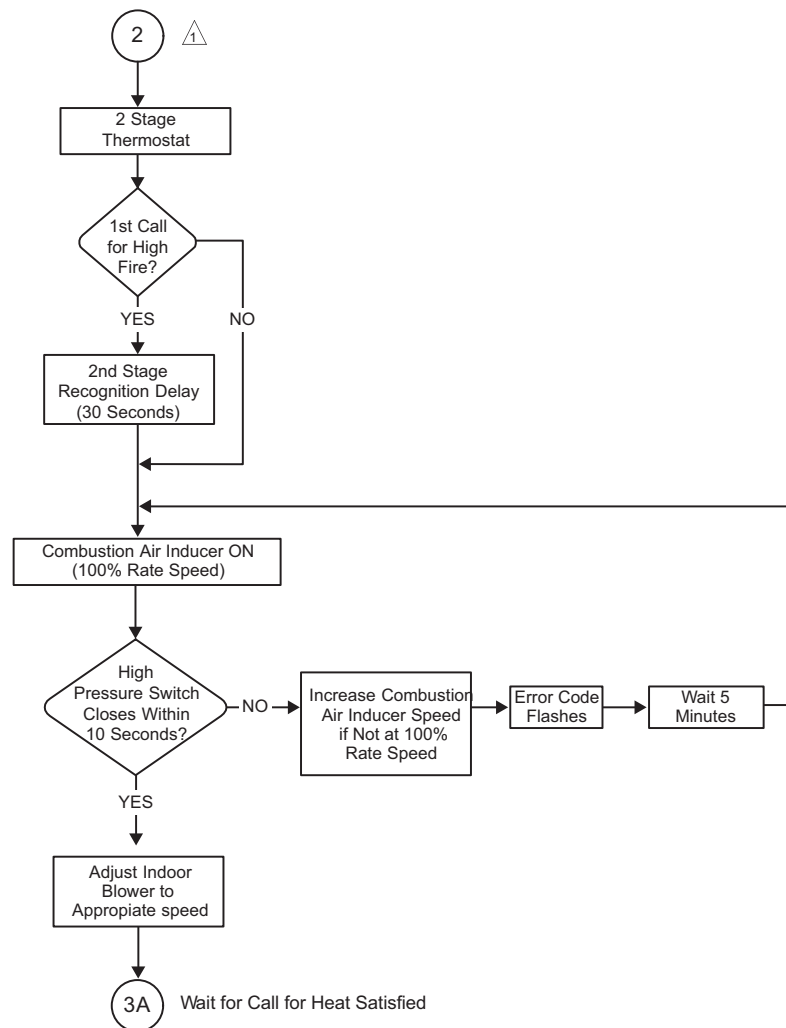 2
1
2 Stage
Thermostat
1st Call
for High
Fire?
YES
NO
2nd Stage
Recognition Delay
(30 Seconds)
Combustion Air Inducer ON
(100% Rate Speed)
High
Pressure Switch
Closes Within
10 Seconds?
NO
Increase Combustion
Air Inducer Speed
if Not at 100%
Rate Speed
Error Code
Flashes
Wait 5
Minutes
YES
Adjust Indoor
Blower to
Appropiate speed
3A
Wait for Call for Heat Satisfied